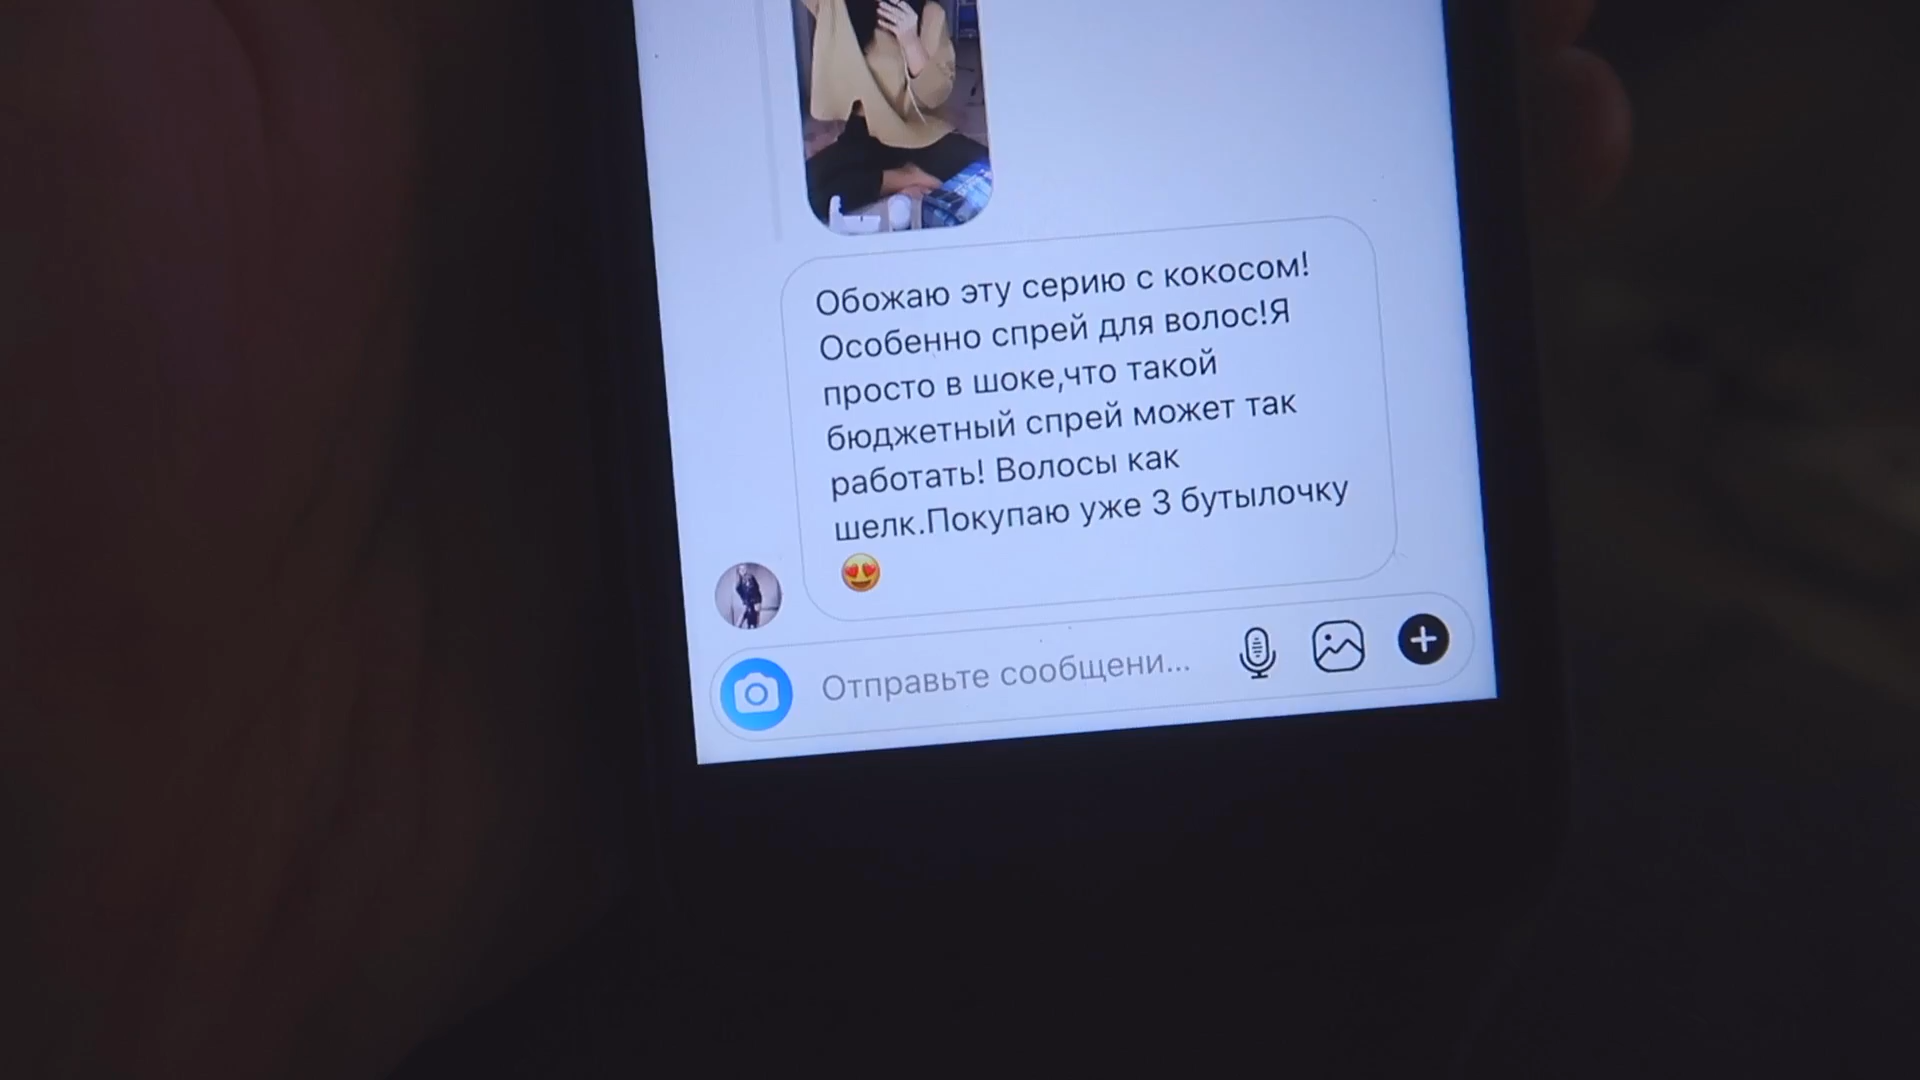 Обожаю эту серию с кокосом!
Особенно спрей для волос!Я
просто в шоке,что такой
бюджетный спрей может так
работать! Волосы как
шелк.Покупаю уже 3 бутылочку
😍
Отправьте сообщени...